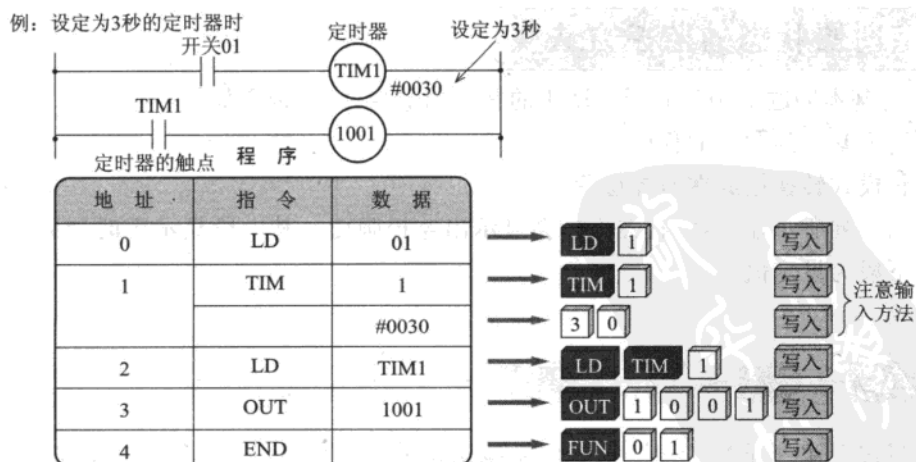 例：设定为3秒的定时器时
开关01
定时器
设定为3秒
TIM1
#0030
TIM1
1001
定时器的触点
程 序
地 址 指 令 数 据
0 LD 01 LD 1 写入
1 TIM 1 TIM 1 写入
#0030 3 0 写入
注意输
入方法
2 LD TIM1 LD TIM 1 写入
3 OUT 1001 OUT 1 0 0 1 写入
4 END FUN 0 1 写入